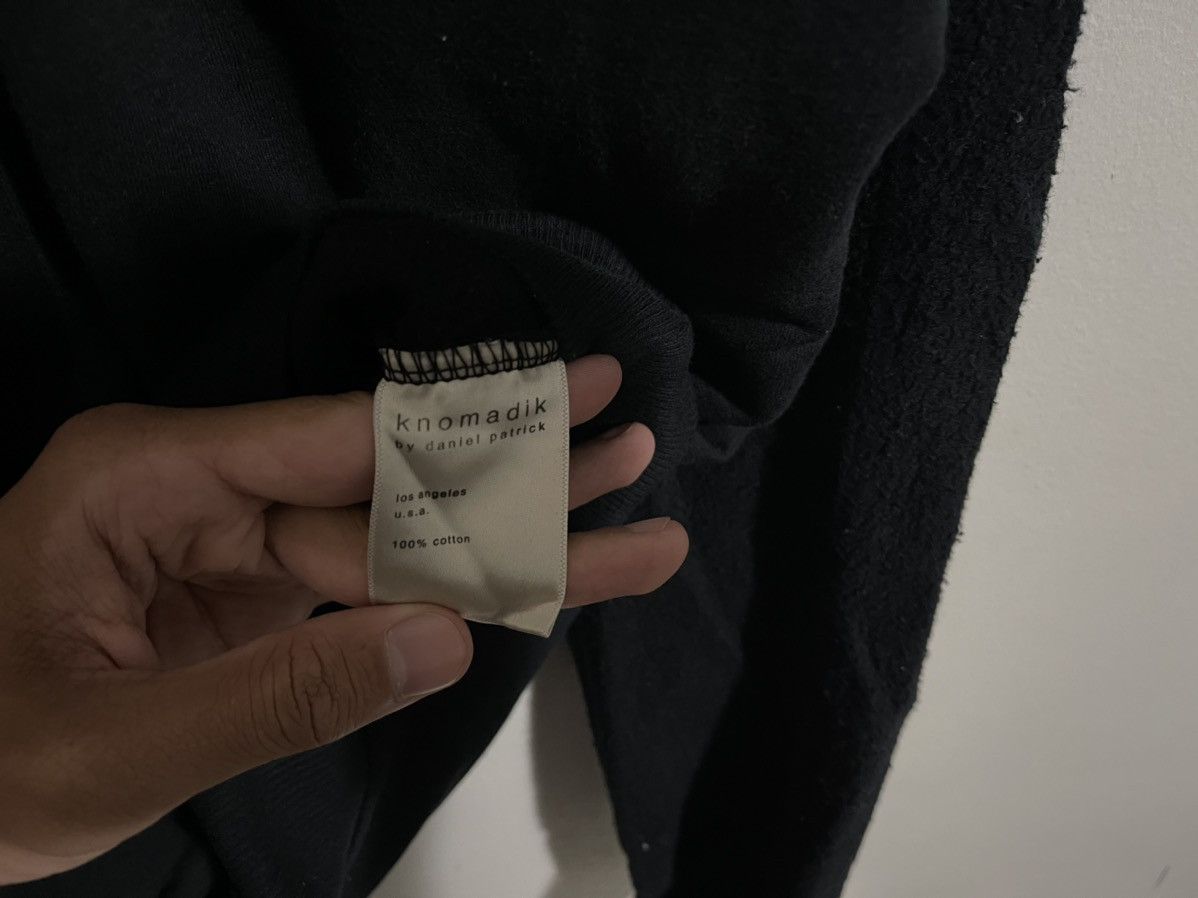 knomadik
by daniel patrick
los angeles
u.s.a.
100% cotton